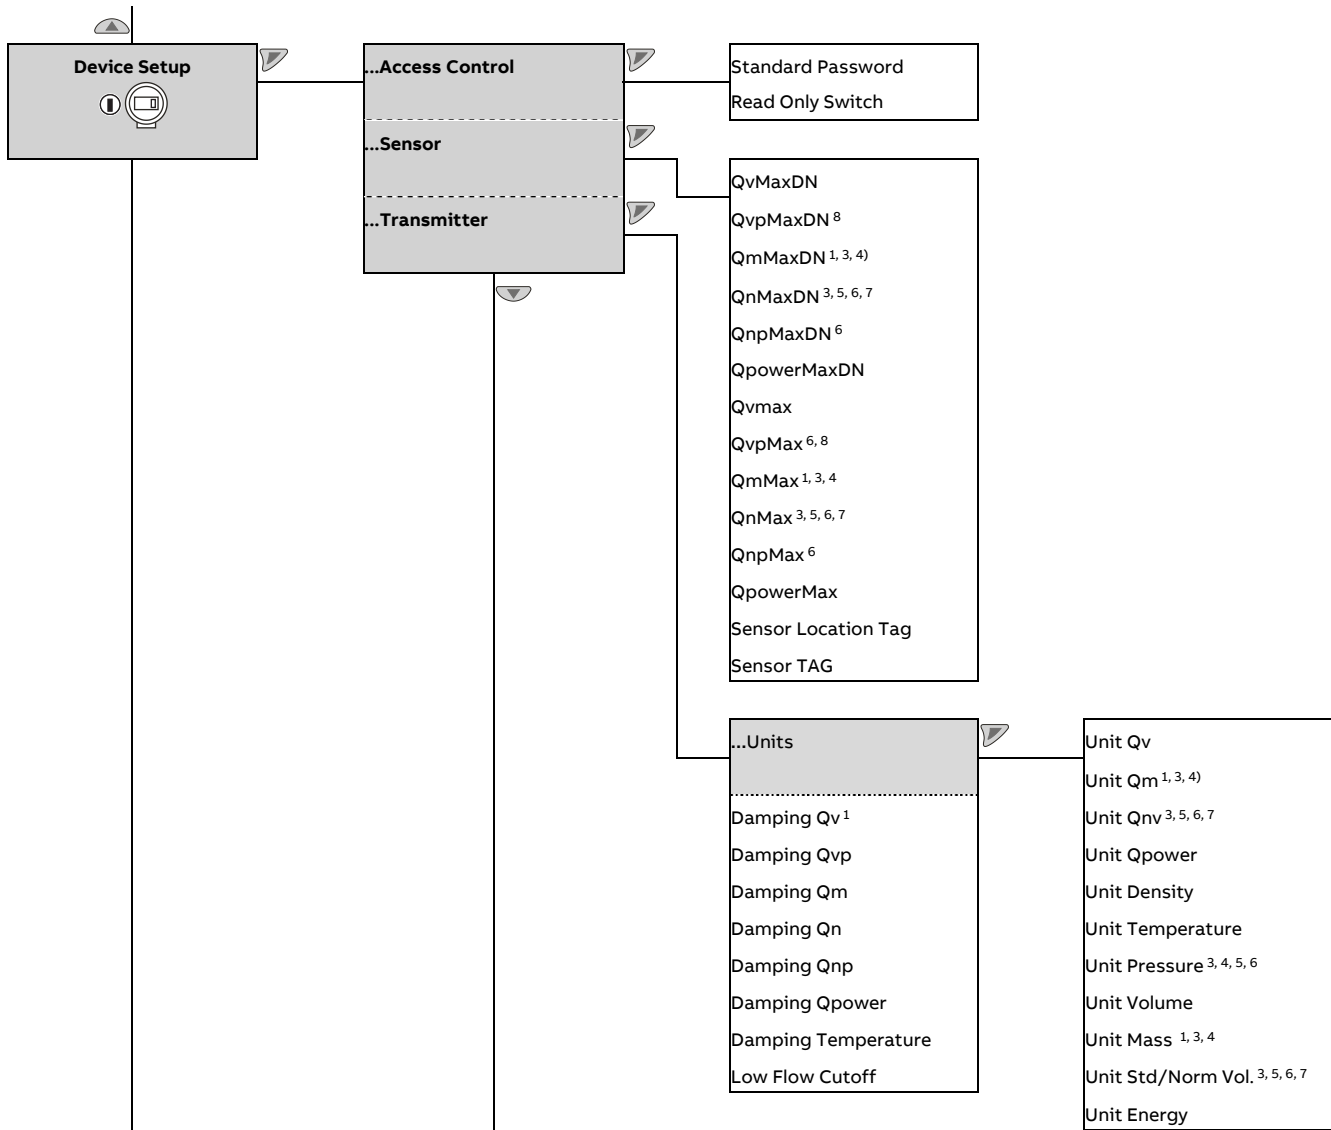 Device Setup
...Access Control
Standard Password
Read Only Switch
...Sensor
QvMaxDN
QvpMaxDN 8
QmMaxDN 1, 3, 4)
QnMaxDN 3, 5, 6, 7
QnpMaxDN 6
QpowerMaxDN
Qvmax
QvpMax 6, 8
QmMax 1, 3, 4
QnMax 3, 5, 6, 7
QnpMax 6
QpowerMax
Sensor Location Tag
Sensor TAG
...Transmitter
...Units
Damping Qv 1
Damping Qvp
Damping Qm
Damping Qn
Damping Qnp
Damping Qpower
Damping Temperature
Low Flow Cutoff
Unit Qv
Unit Qm 1, 3, 4)
Unit Qnv 3, 5, 6, 7
Unit Qpower
Unit Density
Unit Temperature
Unit Pressure 3, 4, 5, 6
Unit Volume
Unit Mass 1, 3, 4
Unit Std/Norm Vol. 3, 5, 6, 7
Unit Energy